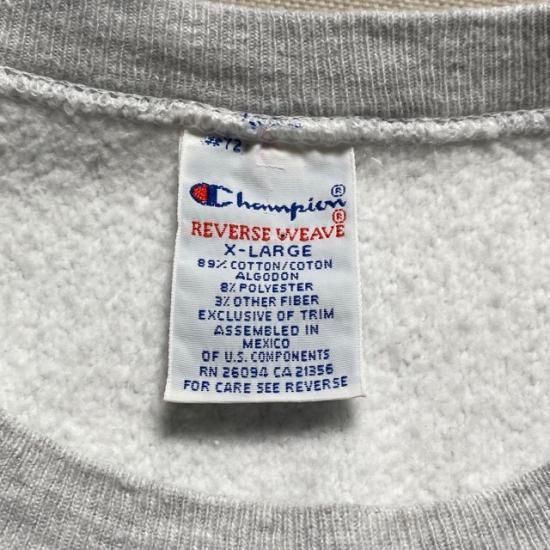 #72
Champion®
REVERSE WEAVE®
X-LARGE
89% COTTON/COTON
ALGODON
8% POLYESTER
3% OTHER FIBER
EXCLUSIVE OF TRIM
ASSEMBLED IN
MEXICO
OF U.S. COMPONENTS
RN 26094 CA 21356
FOR CARE SEE REVERSE